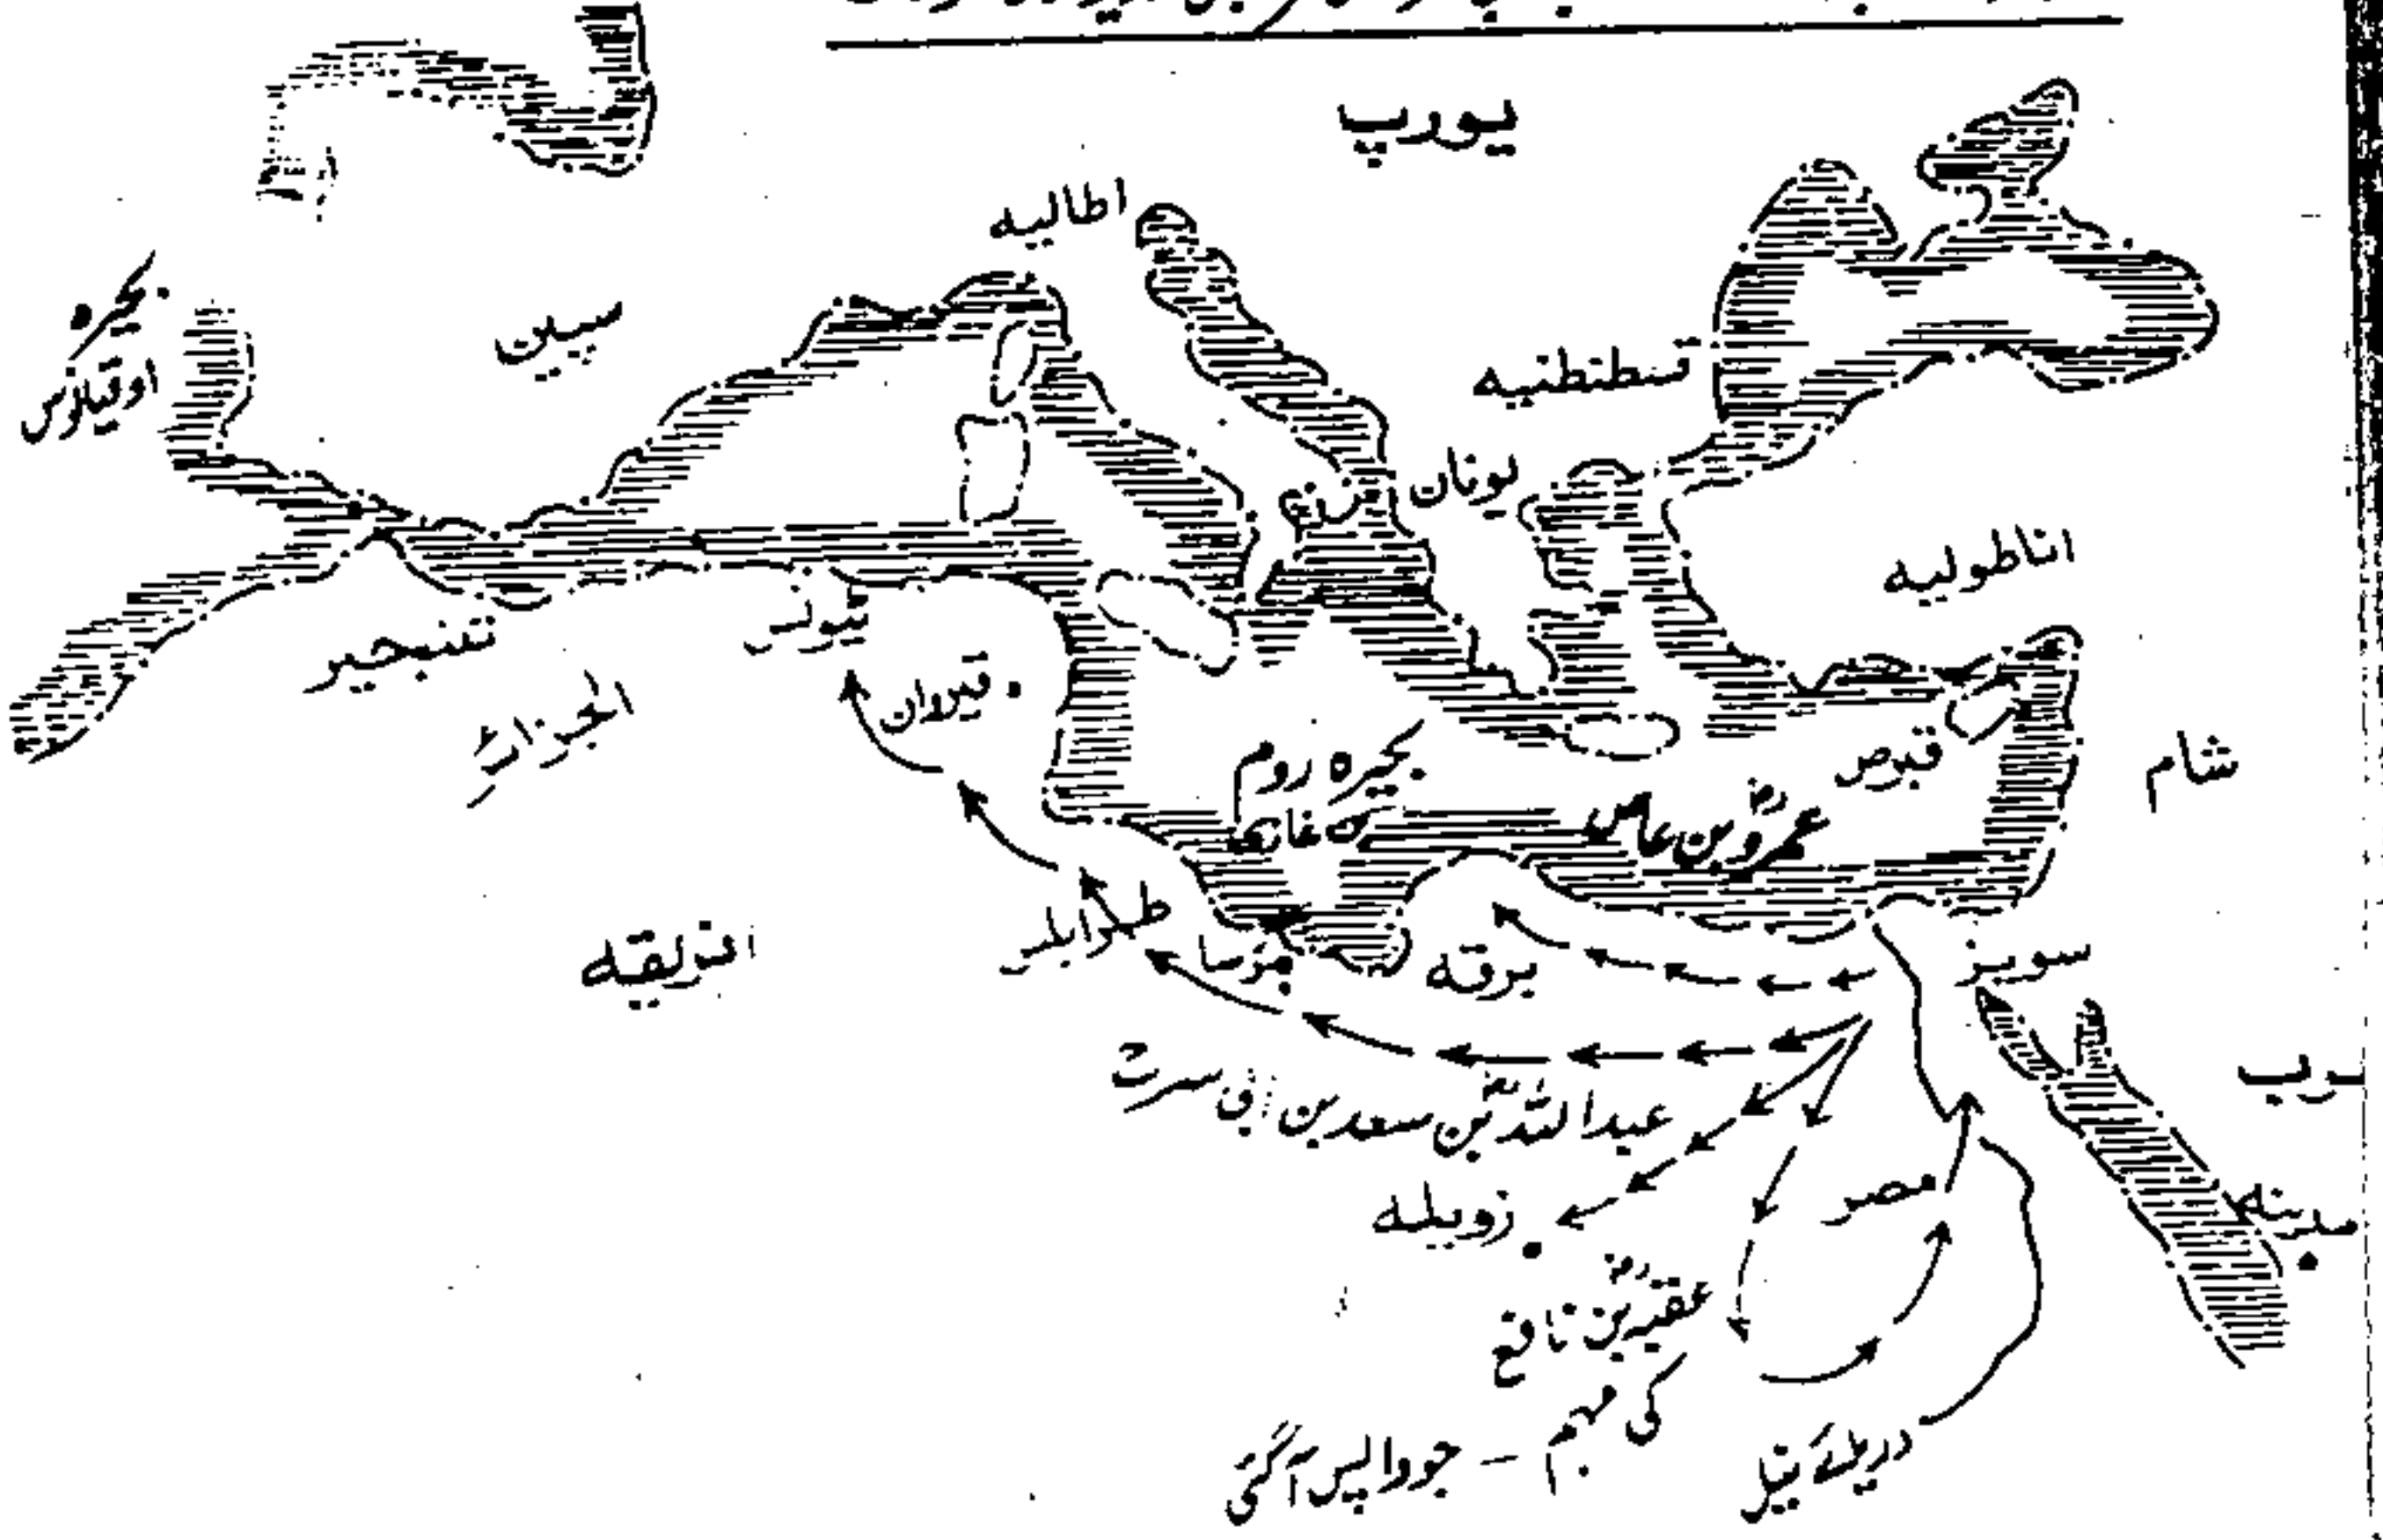 یورپ
اطالیہ
بحیرہ
اوقیانوس
سپین
قسطنطنیہ
یونان
اناطولیہ
تنجیر
ٹیونس
الجزائر
قیروان
بحیرہ روم
قبرص
شام
عمروؓ بن عاص
افریقہ
طرابلس
برقہ
سویز
عبداللہؓ بن سعد بن ابی سرح
زویلہ
مصر
مدینہ
عقبہؓ بن نافع
کی مہم - جو واپس آ گئی
دریائے نیل